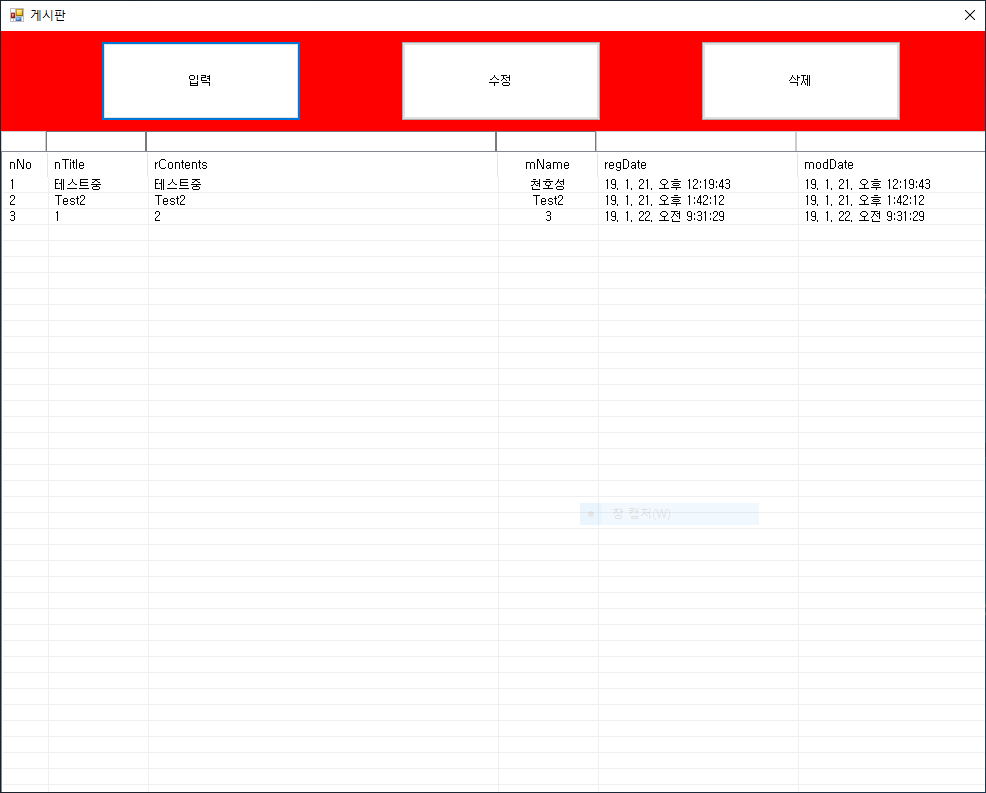 게시판
입력 수정 삭제
nNo nTitle rContents mName regDate modDate
1 테스트중 테스트중 천호성 19. 1. 21. 오후 12:19:43 19. 1. 21. 오후 12:19:43
2 Test2 Test2 Test2 19. 1. 21. 오후 1:42:12 19. 1. 21. 오후 1:42:12
3 1 2 3 19. 1. 22. 오전 9:31:29 19. 1. 22. 오전 9:31:29
창 캡처(W)